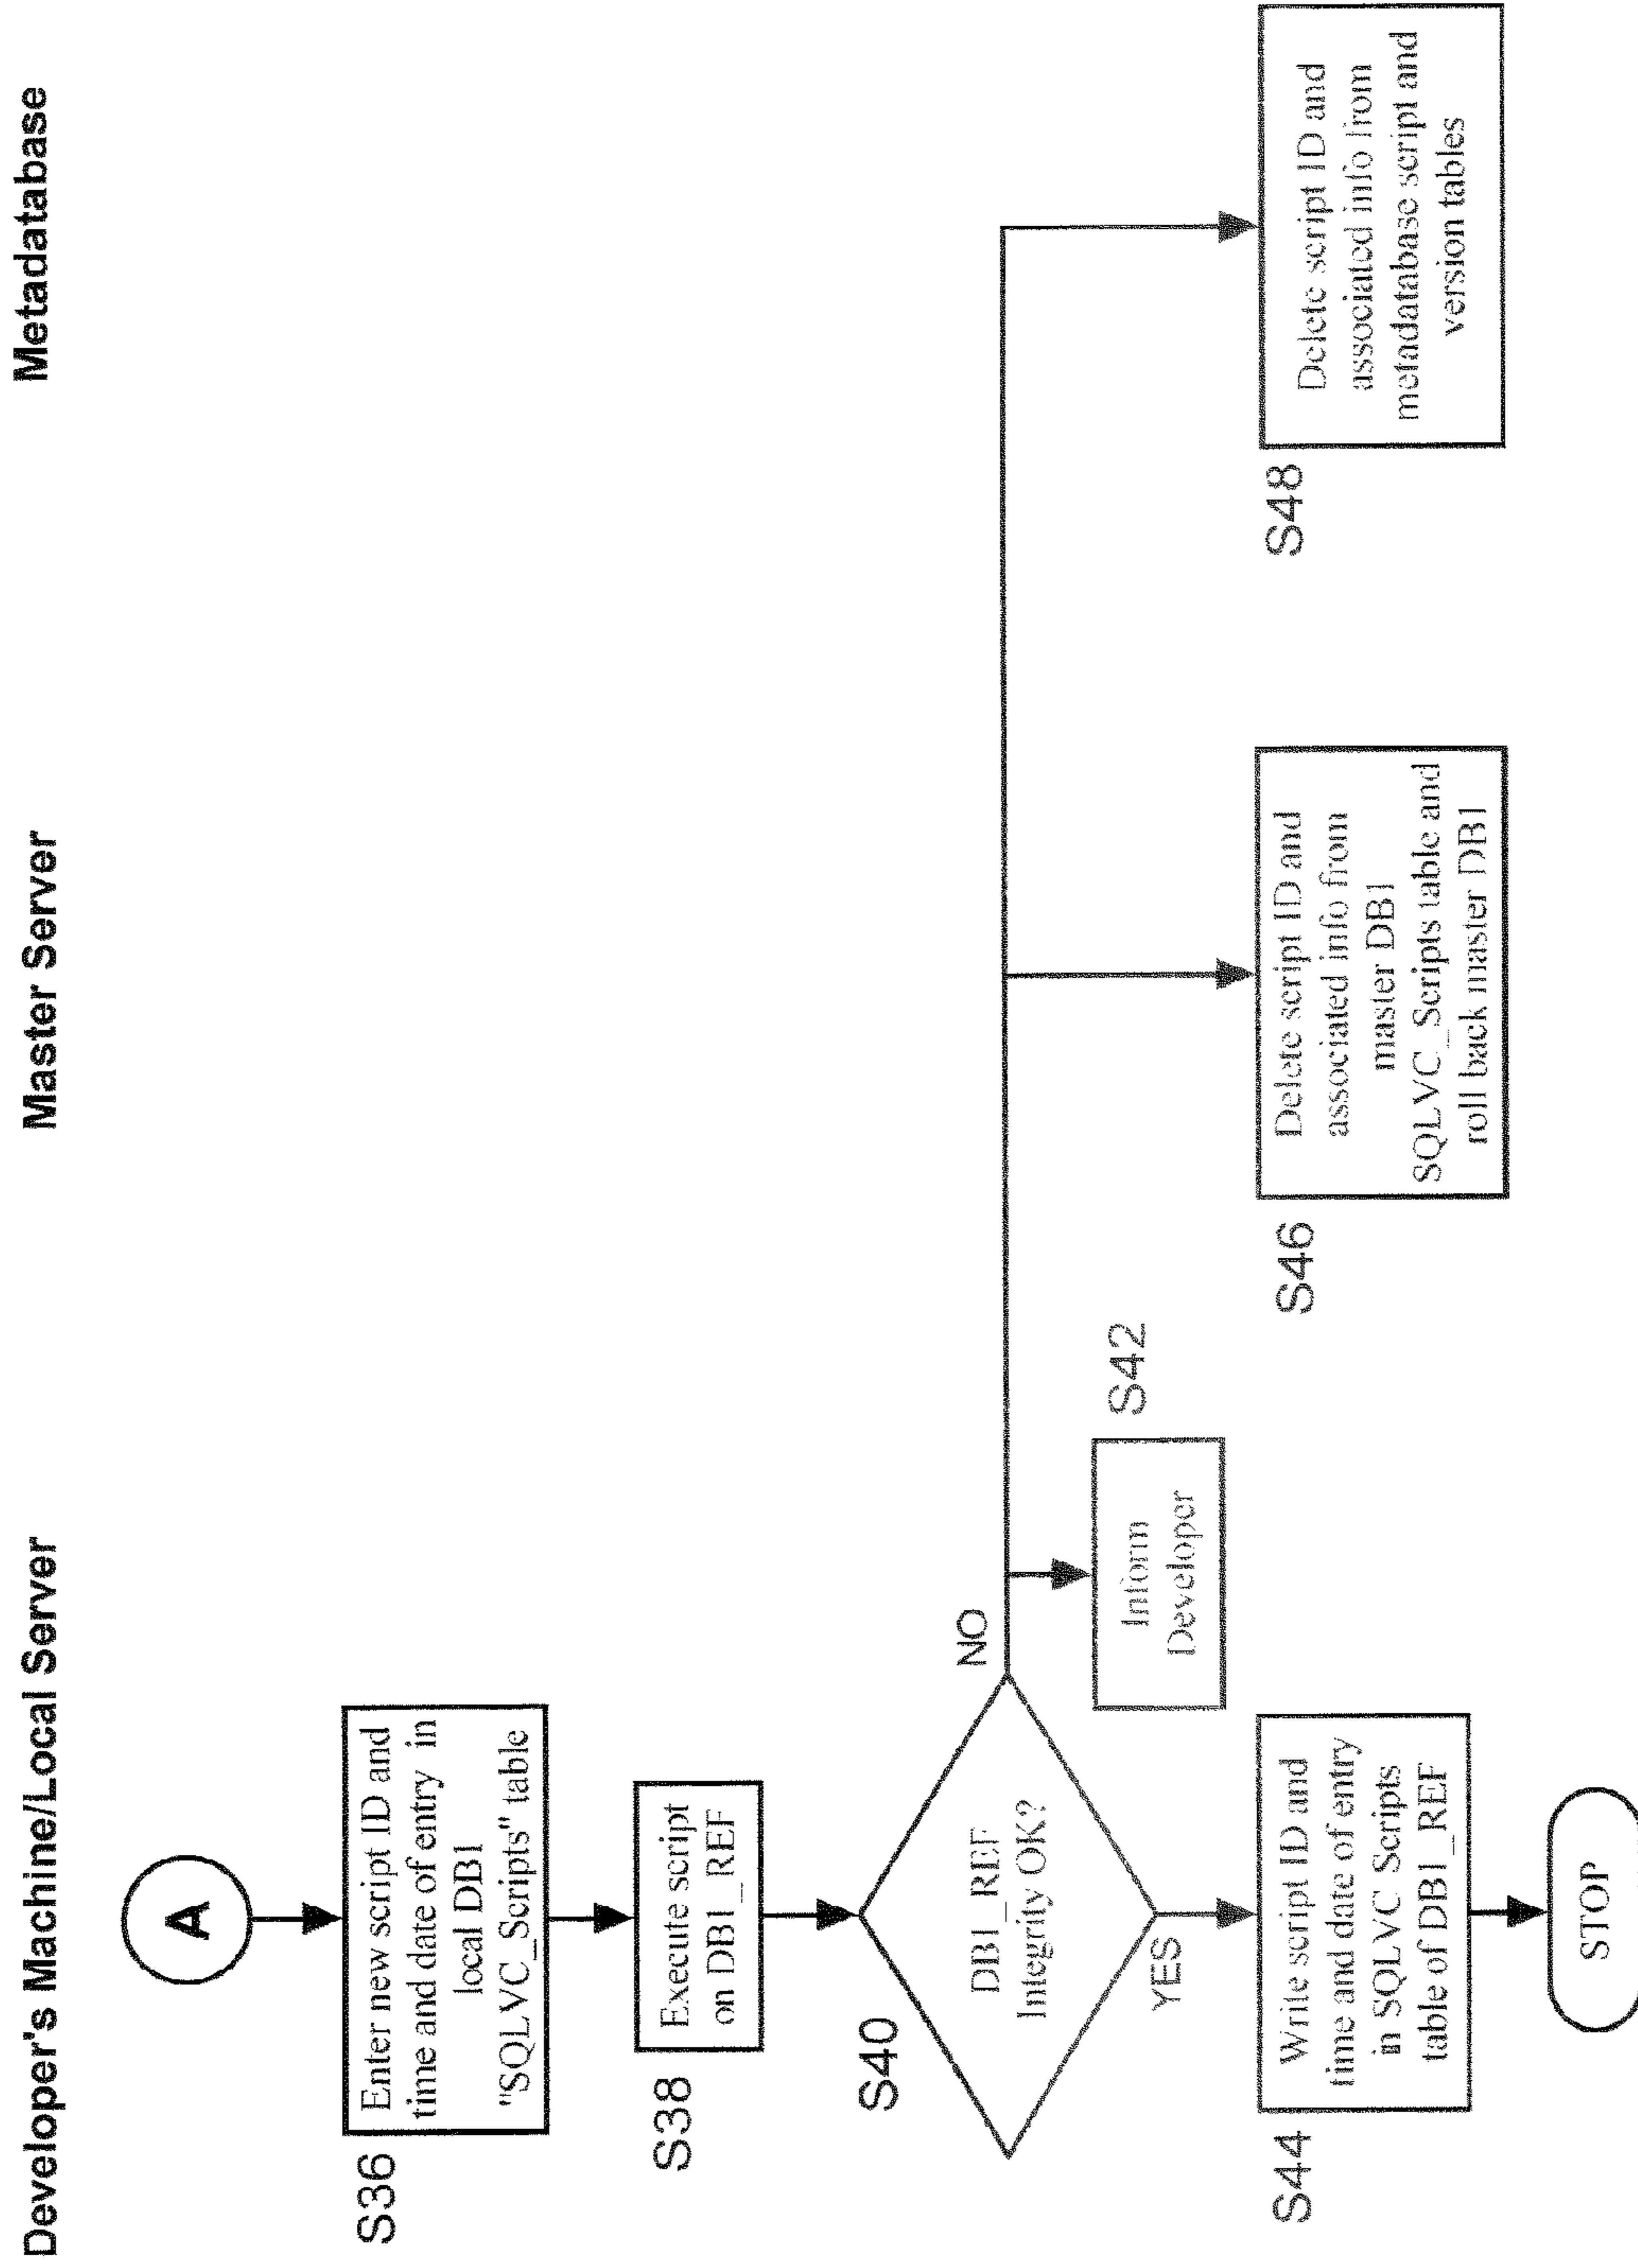 Developer's Machine/Local Server
Master Server
Metadatabase
A
S36
Enter new script ID and
time and date of entry in
local DB1
"SQLVC_Scripts" table
S38
Execute script
on DB1_REF
S40
DB1_REF
Integrity OK?
NO
YES
S42
Inform
Developer
S44
Write script ID and
time and date of entry
in SQLVC Scripts
table of DB1_REF
S46
Delete script ID and
associated info from
master DB1
SQLVC_Scripts table and
roll back master DB1
S48
Delete script ID and
associated info from
metadatabase script and
version tables
STOP